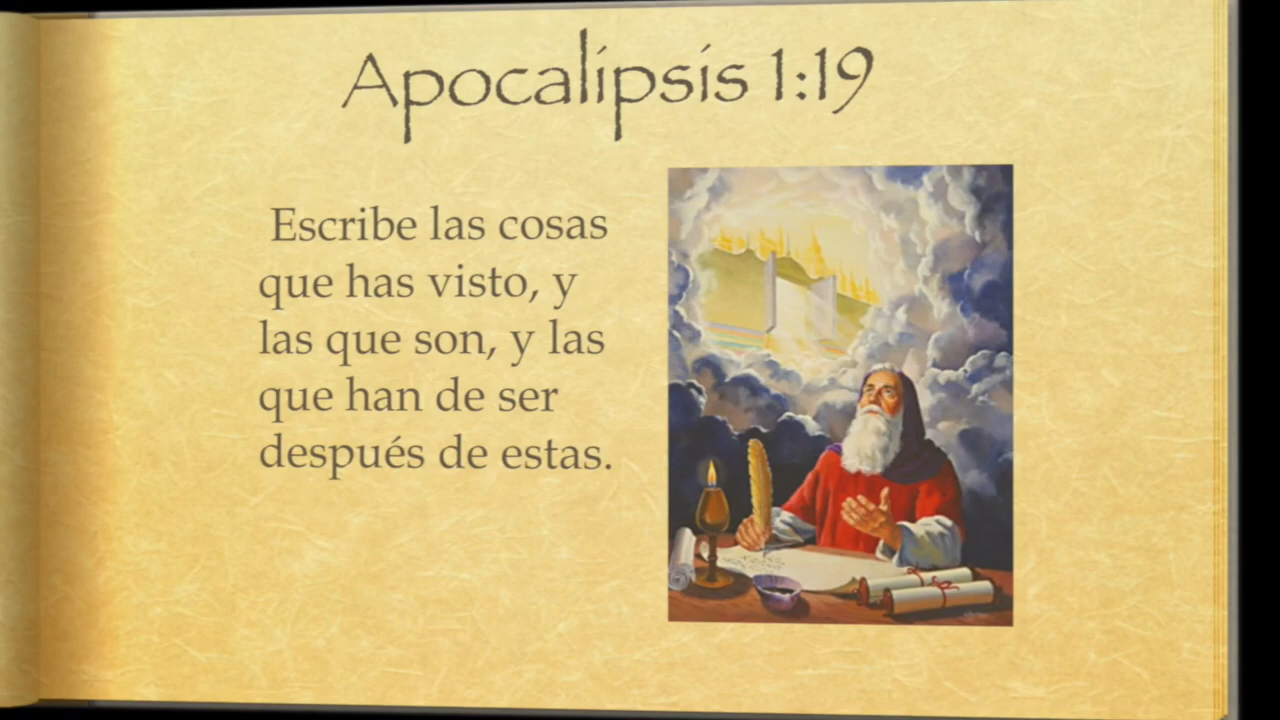 Apocalipsis 1:19
Escribe las cosas
que has visto, y
las que son, y las
que han de ser
después de estas.